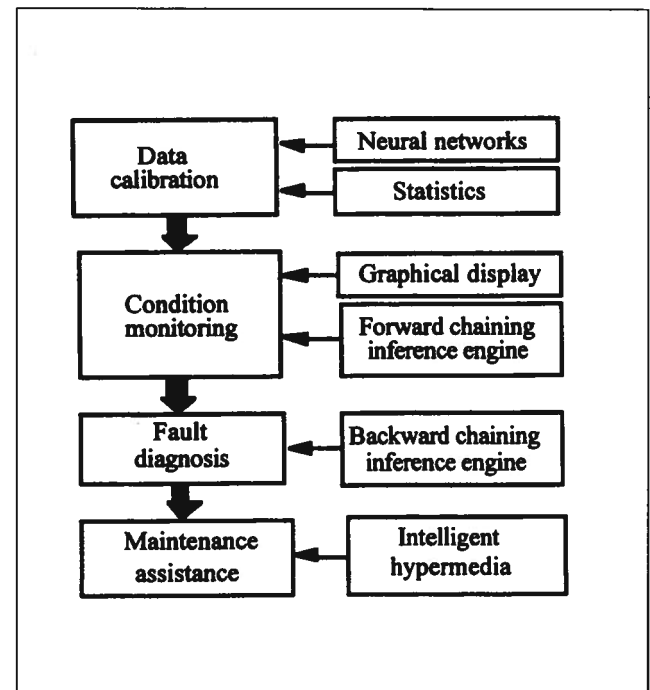 Data
calibration
Neural networks
Statistics
Condition
monitoring
Graphical display
Forward chaining
inference engine
Fault
diagnosis
Backward chaining
inference engine
Maintenance
assistance
Intelligent
hypermedia